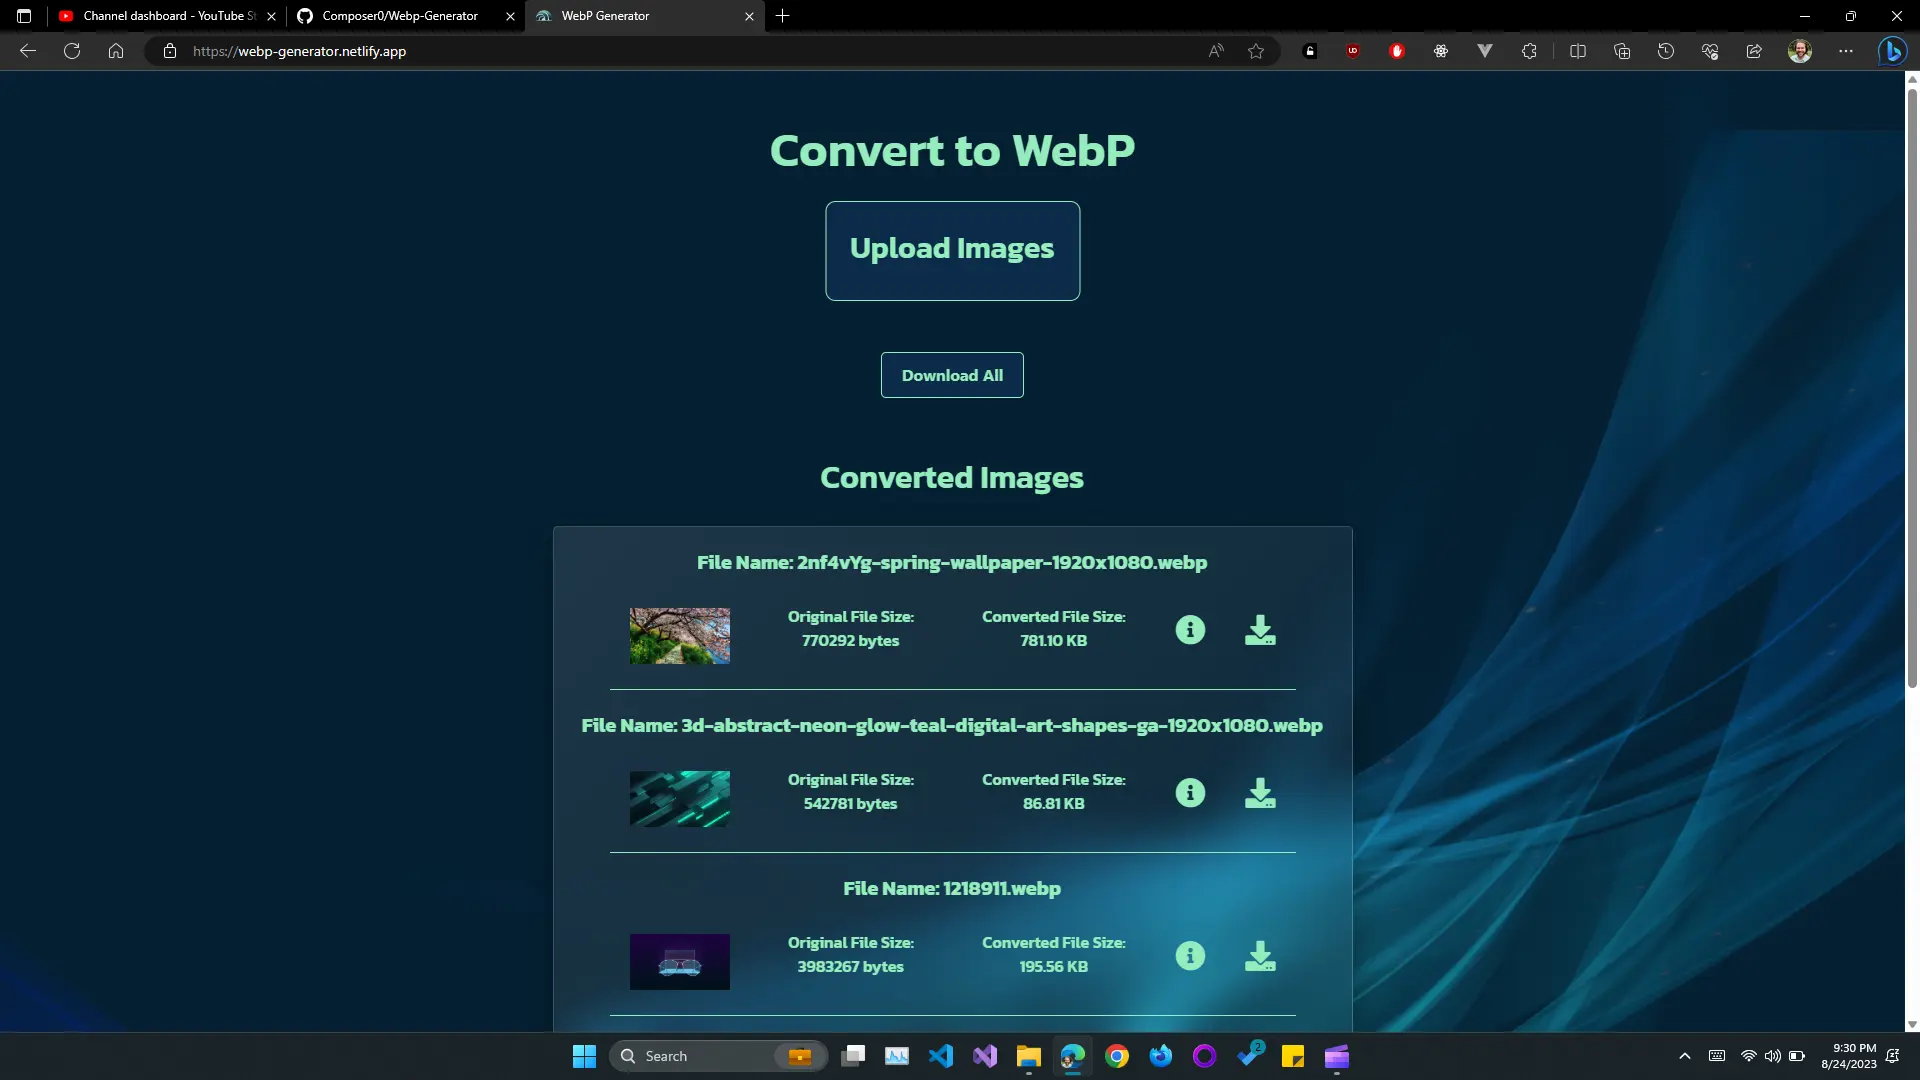 Channel dashboard - YouTube St
Composer0/Webp-Generator
WebP Generator
https://webp-generator.netlify.app
Convert to WebP
Upload Images
Download All
Converted Images
File Name: 2nf4vYg-spring-wallpaper-1920x1080.webp
Original File Size:
770292 bytes
Converted File Size:
781.10 KB
File Name: 3d-abstract-neon-glow-teal-digital-art-shapes-ga-1920x1080.webp
Original File Size:
542781 bytes
Converted File Size:
86.81 KB
File Name: 1218911.webp
Original File Size:
3983267 bytes
Converted File Size:
195.56 KB
Search
2
9:30 PM
8/24/2023